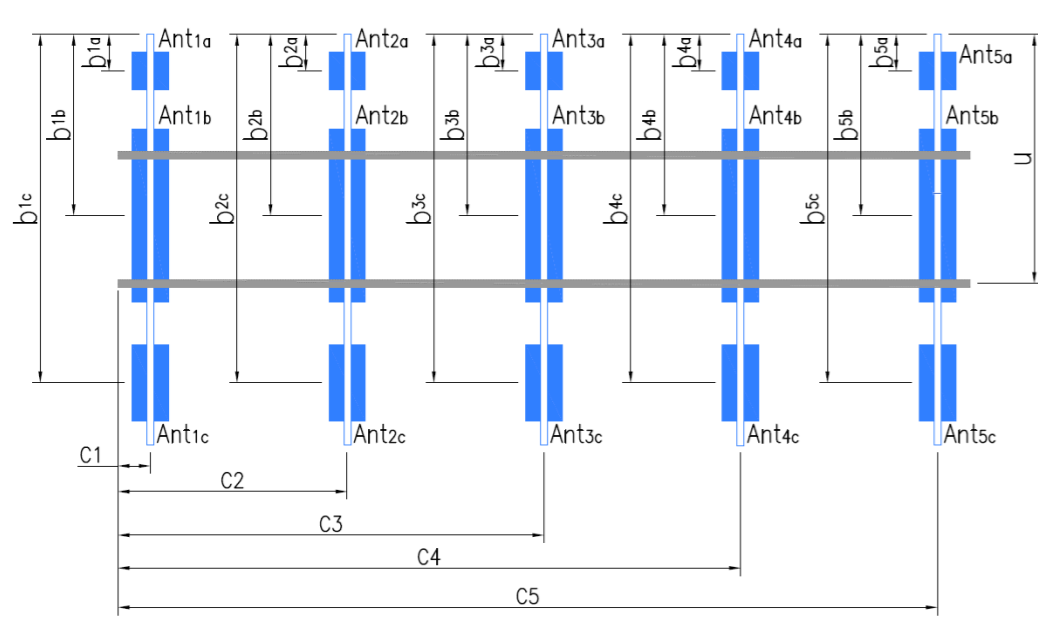 Ant1a
Ant2a
Ant3a
Ant4a
Ant5a
b1a
b2a
b3a
b4a
b5a
Ant1b
Ant2b
Ant3b
Ant4b
Ant5b
b1b
b2b
b3b
b4b
b5b
u
b1c
b2c
b3c
b4c
b5c
Ant1c
Ant2c
Ant3c
Ant4c
Ant5c
C1
C2
C3
C4
C5